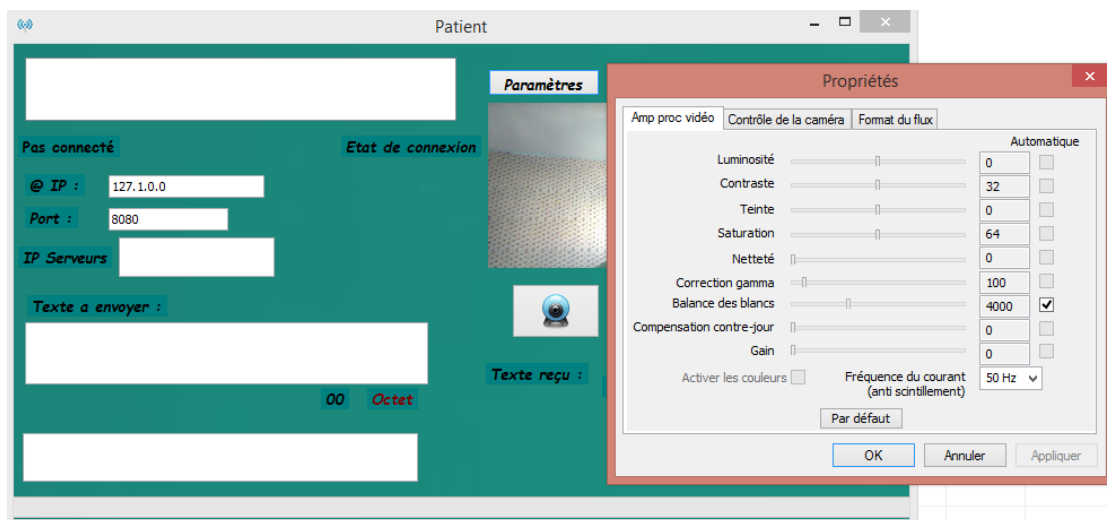 Patient
Paramètres
Pas connecté
Etat de connexion
@ IP :
127.1.0.0
Port :
8080
IP Serveurs
Texte a envoyer :
Texte reçu :
00 Octet
Propriétés
Amp proc vidéo
Contrôle de la caméra
Format du flux
Automatique
Luminosité 0
Contraste 32
Teinte 0
Saturation 64
Netteté 0
Correction gamma 100
Balance des blancs 4000
Compensation contre-jour 0
Gain 0
Activer les couleurs
Fréquence du courant
(anti scintillement)
50 Hz
Par défaut
OK
Annuler
Appliquer